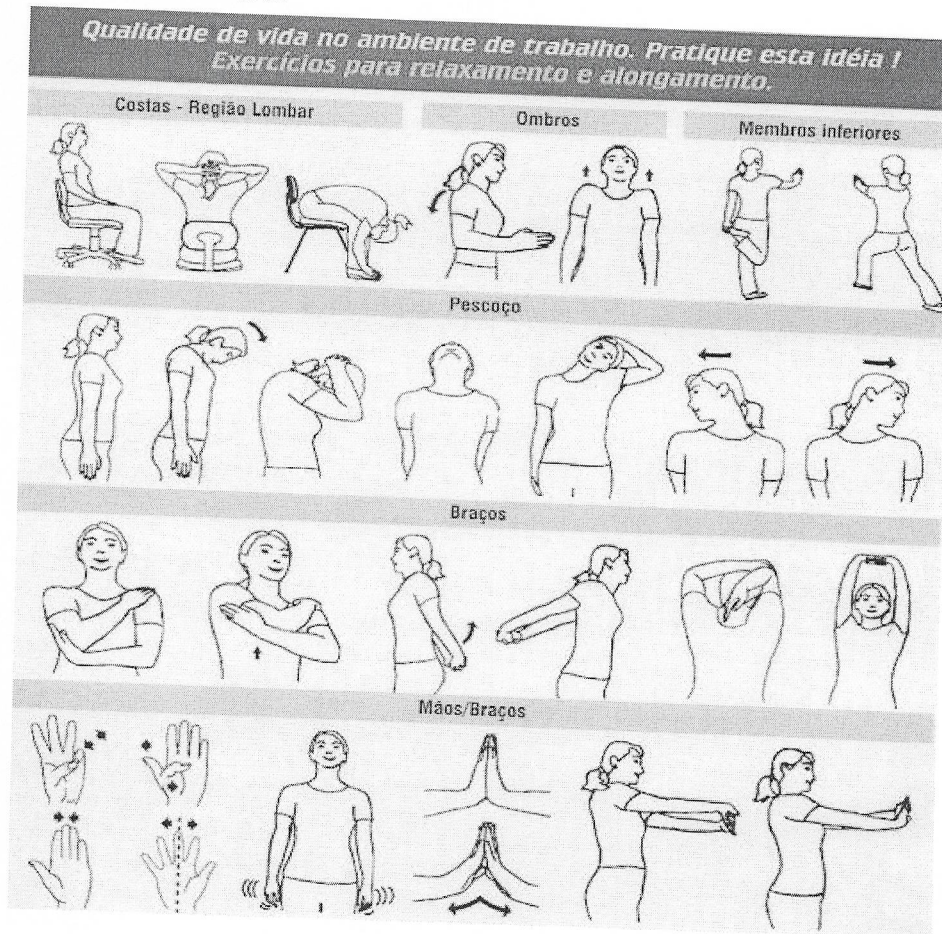 Qualidade de vida no ambiente de trabalho. Pratique esta idéia !
Exercícios para relaxamento e alongamento.
Costas - Região Lombar
Ombros
Membros inferiores
Pescoço
Braços
Mãos/Braços